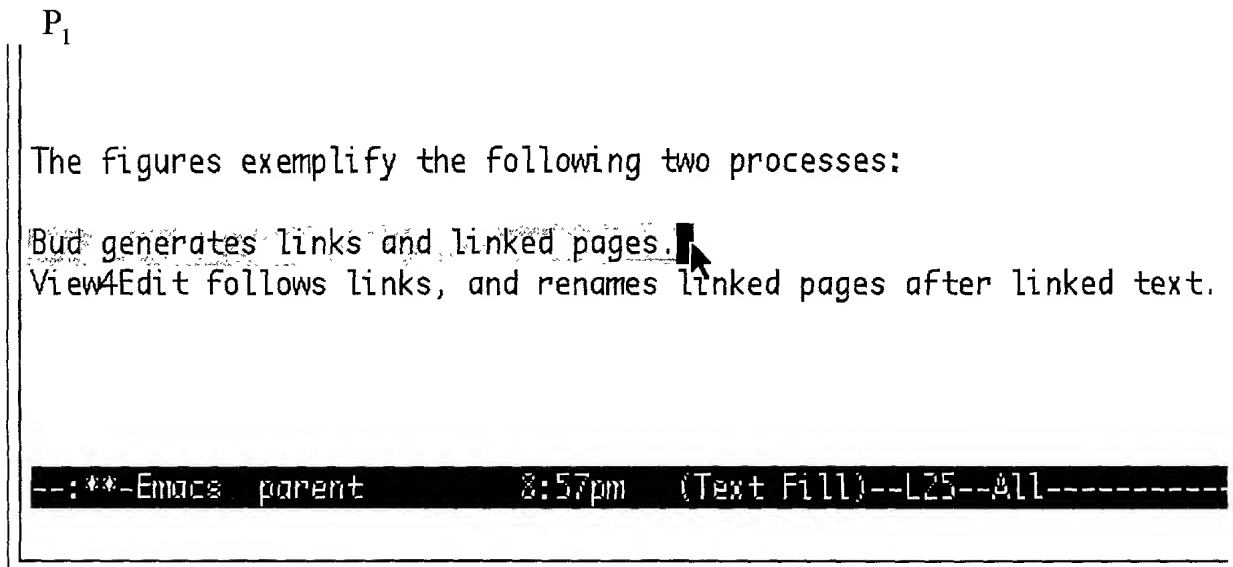 P1
The figures exemplify the following two processes:
Bud generates links and linked pages.
View4Edit follows links, and renames linked pages after linked text.
--:**-Emacs parent 8:57pm (Text Fill)--L25--All-----------